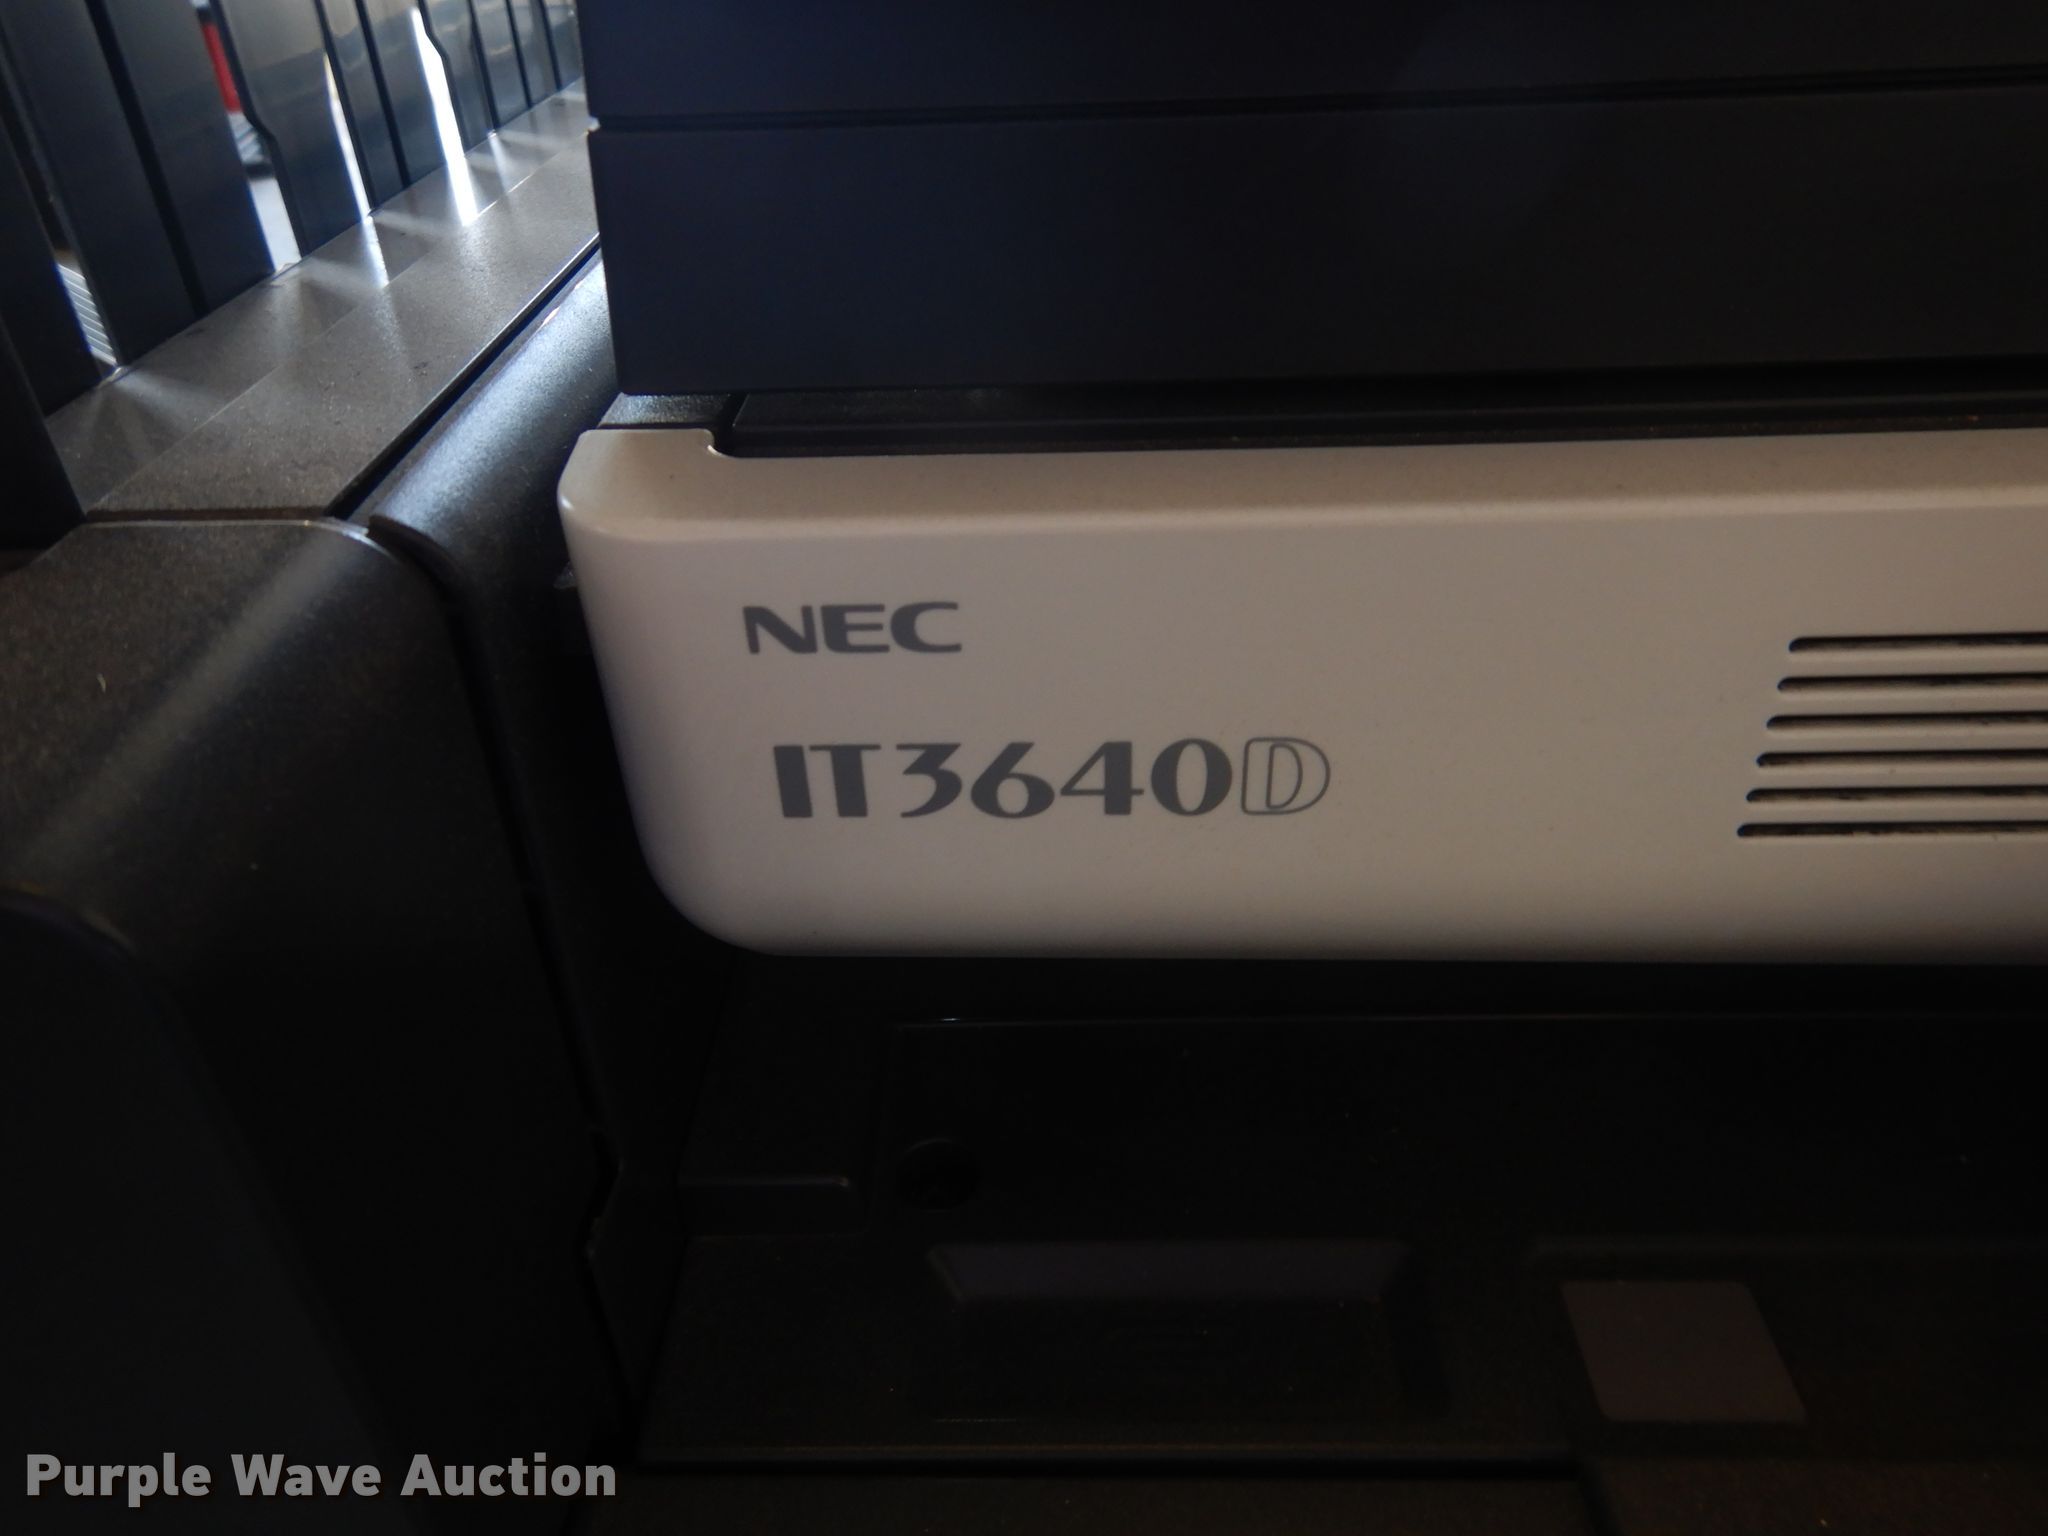 NEC
IT3640D
Purple Wave Auction